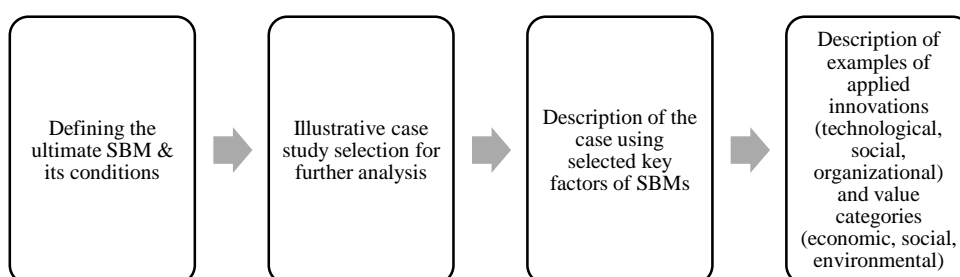 Defining the
ultimate SBM &
its conditions
Illustrative case
study selection for
further analysis
Description of the
case using
selected key
factors of SBMs
Description of
examples of
applied
innovations
(technological,
social,
organizational)
and value
categories
(economic, social,
environmental)